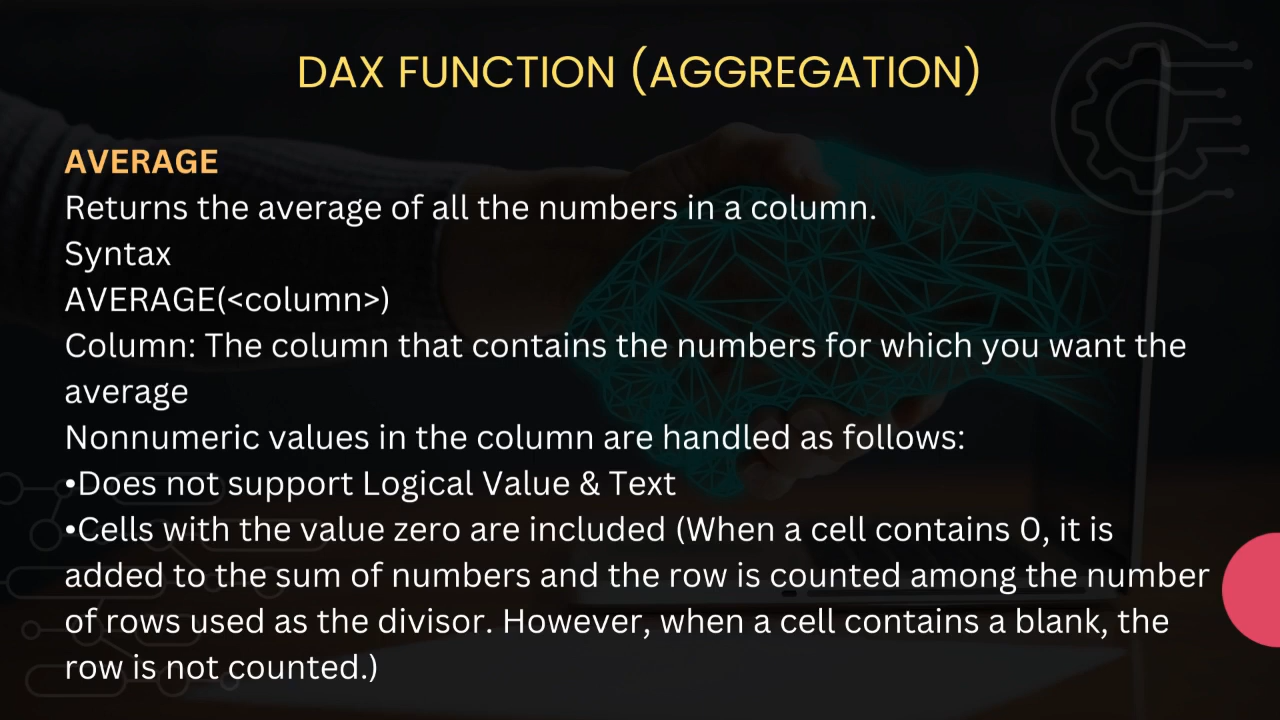 DAX FUNCTION (AGGREGATION)
AVERAGE
Returns the average of all the numbers in a column.
Syntax
AVERAGE(<column>)
Column: The column that contains the numbers for which you want the
average
Nonnumeric values in the column are handled as follows:
•Does not support Logical Value & Text
•Cells with the value zero are included (When a cell contains 0, it is
added to the sum of numbers and the row is counted among the number
of rows used as the divisor. However, when a cell contains a blank, the
row is not counted.)